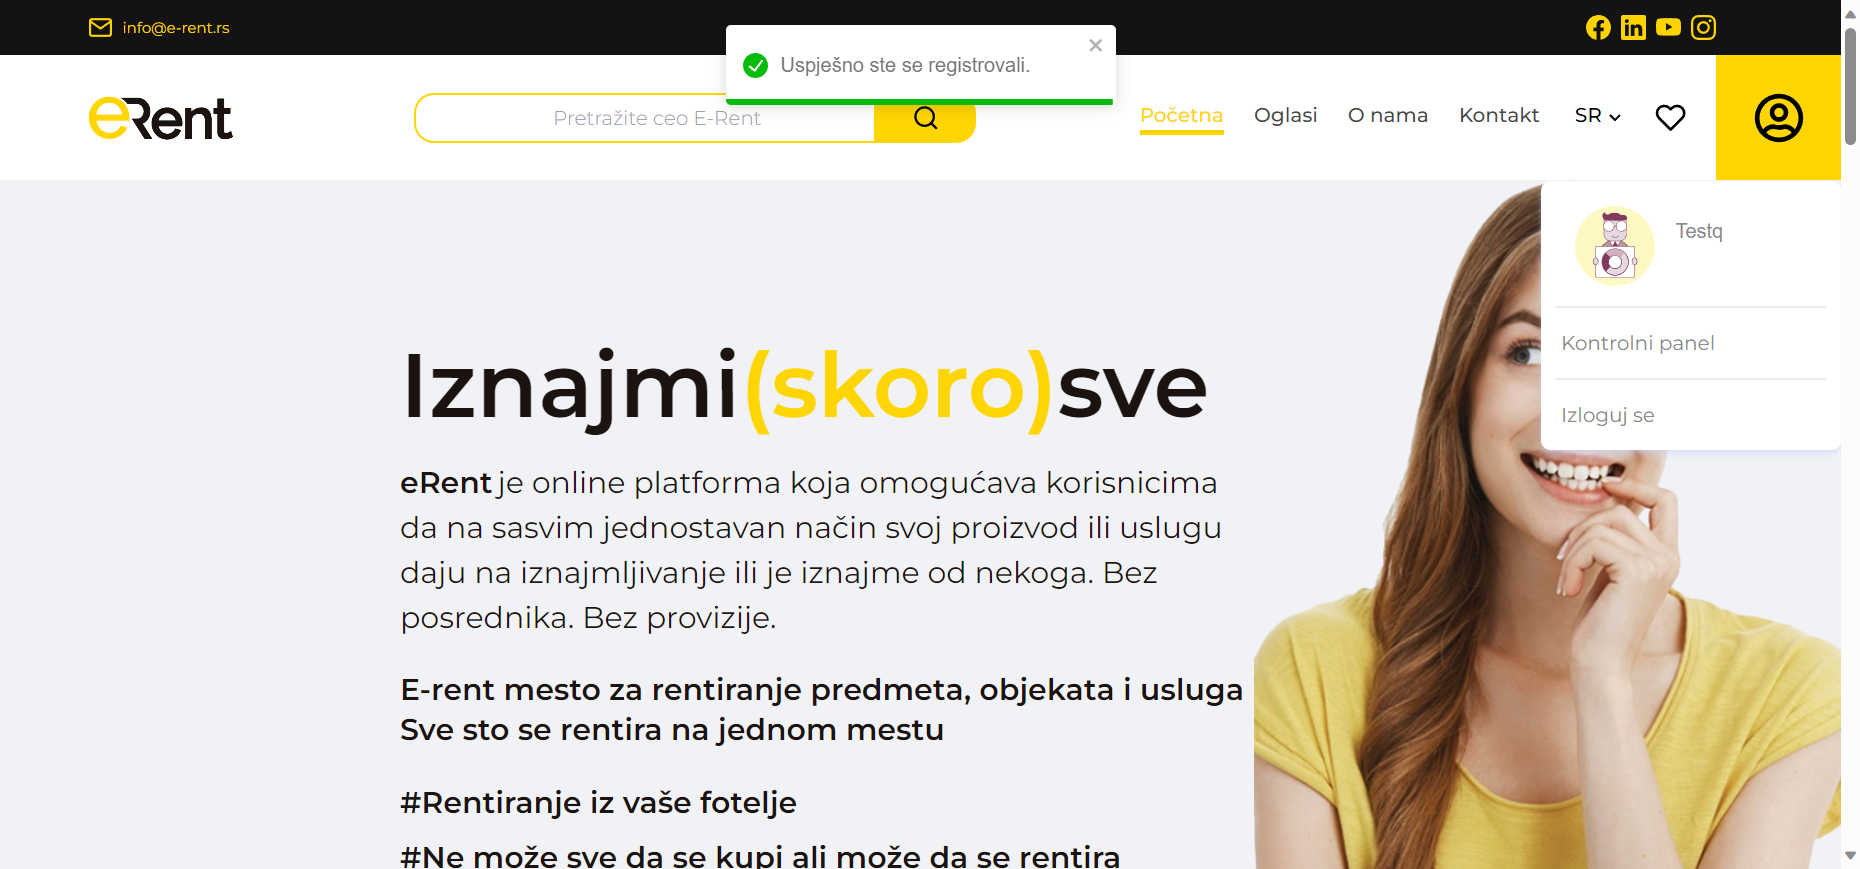 info@e-rent.rs
Uspješno ste se registrovali.
eRent
Pretražite ceo E-Rent
Početna
Oglasi
O nama
Kontakt
SR
Testq
Kontrolni panel
Izloguj se
Iznajmi(skoro)sve
eRent je online platforma koja omogućava korisnicima
da na sasvim jednostavan način svoj proizvod ili uslugu
daju na iznajmljivanje ili je iznajme od nekoga. Bez
posrednika. Bez provizije.
E-rent mesto za rentiranje predmeta, objekata i usluga
Sve sto se rentira na jednom mestu
#Rentiranje iz vaše fotelje
#Ne može sve da se kupi ali može da se rentira